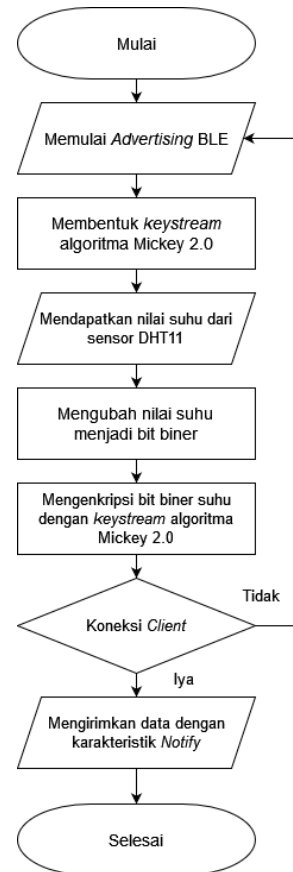 Mulai
Memulai Advertising BLE
Membentuk keystream
algoritma Mickey 2.0
Mendapatkan nilai suhu dari
sensor DHT11
Mengubah nilai suhu
menjadi bit biner
Mengenkripsi bit biner suhu
dengan keystream algoritma
Mickey 2.0
Koneksi Client
Tidak
Iya
Mengirimkan data dengan
karakteristik Notify
Selesai